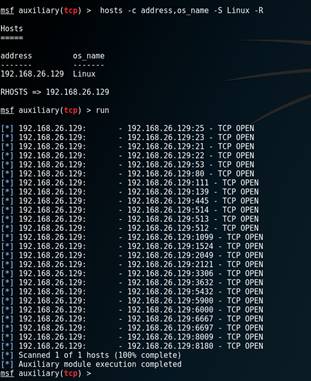 msf auxiliary(tcp) > hosts -c address,os_name -S Linux -R
Hosts
=====
address os_name
------- -------
192.168.26.129 Linux
RHOSTS => 192.168.26.129
msf auxiliary(tcp) > run
[*] 192.168.26.129: - 192.168.26.129:25 - TCP OPEN
[*] 192.168.26.129: - 192.168.26.129:23 - TCP OPEN
[*] 192.168.26.129: - 192.168.26.129:21 - TCP OPEN
[*] 192.168.26.129: - 192.168.26.129:22 - TCP OPEN
[*] 192.168.26.129: - 192.168.26.129:53 - TCP OPEN
[*] 192.168.26.129: - 192.168.26.129:80 - TCP OPEN
[*] 192.168.26.129: - 192.168.26.129:111 - TCP OPEN
[*] 192.168.26.129: - 192.168.26.129:139 - TCP OPEN
[*] 192.168.26.129: - 192.168.26.129:445 - TCP OPEN
[*] 192.168.26.129: - 192.168.26.129:514 - TCP OPEN
[*] 192.168.26.129: - 192.168.26.129:513 - TCP OPEN
[*] 192.168.26.129: - 192.168.26.129:512 - TCP OPEN
[*] 192.168.26.129: - 192.168.26.129:1099 - TCP OPEN
[*] 192.168.26.129: - 192.168.26.129:1524 - TCP OPEN
[*] 192.168.26.129: - 192.168.26.129:2049 - TCP OPEN
[*] 192.168.26.129: - 192.168.26.129:2121 - TCP OPEN
[*] 192.168.26.129: - 192.168.26.129:3306 - TCP OPEN
[*] 192.168.26.129: - 192.168.26.129:3632 - TCP OPEN
[*] 192.168.26.129: - 192.168.26.129:5432 - TCP OPEN
[*] 192.168.26.129: - 192.168.26.129:5900 - TCP OPEN
[*] 192.168.26.129: - 192.168.26.129:6000 - TCP OPEN
[*] 192.168.26.129: - 192.168.26.129:6667 - TCP OPEN
[*] 192.168.26.129: - 192.168.26.129:6697 - TCP OPEN
[*] 192.168.26.129: - 192.168.26.129:8009 - TCP OPEN
[*] 192.168.26.129: - 192.168.26.129:8180 - TCP OPEN
[*] Scanned 1 of 1 hosts (100% complete)
[*] Auxiliary module execution completed
msf auxiliary(tcp) >